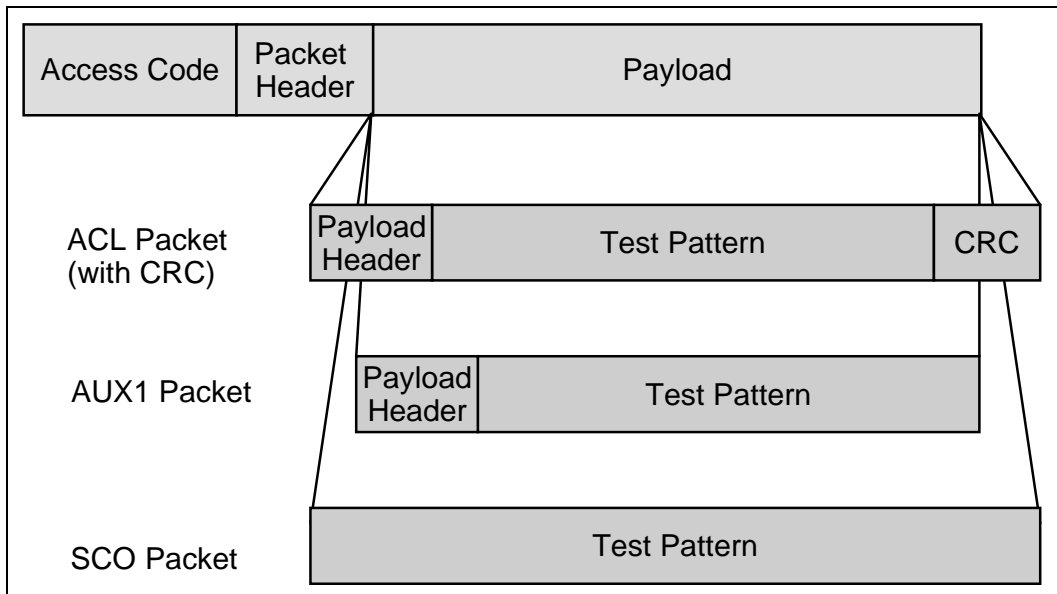 Access Code
Packet
Header
Payload
ACL Packet
(with CRC)
Payload
Header
Test Pattern
CRC
AUX1 Packet
Payload
Header
Test Pattern
SCO Packet
Test Pattern